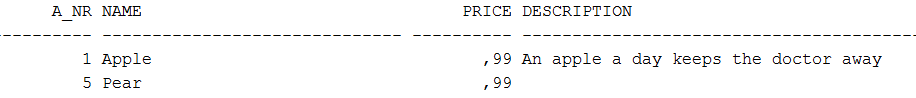 A_NR NAME PRICE DESCRIPTION
---------- ------------------------------ ---------- ----------------------------------------
1 Apple ,99 An apple a day keeps the doctor away
5 Pear ,99